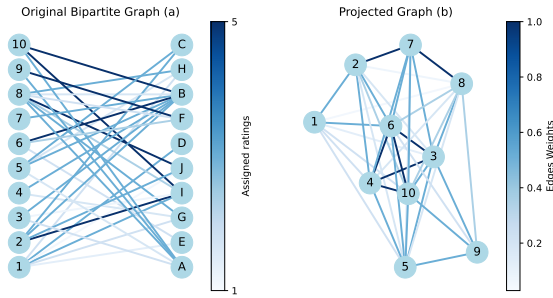 Original Bipartite Graph (a)
10
9
8
7
6
5
4
3
2
1
C
H
B
F
D
J
I
G
E
A
5
1
Assigned ratings
Projected Graph (b)
7
2
8
1
6
3
4
10
9
5
1.0
0.8
0.6
0.4
0.2
Edges Weights